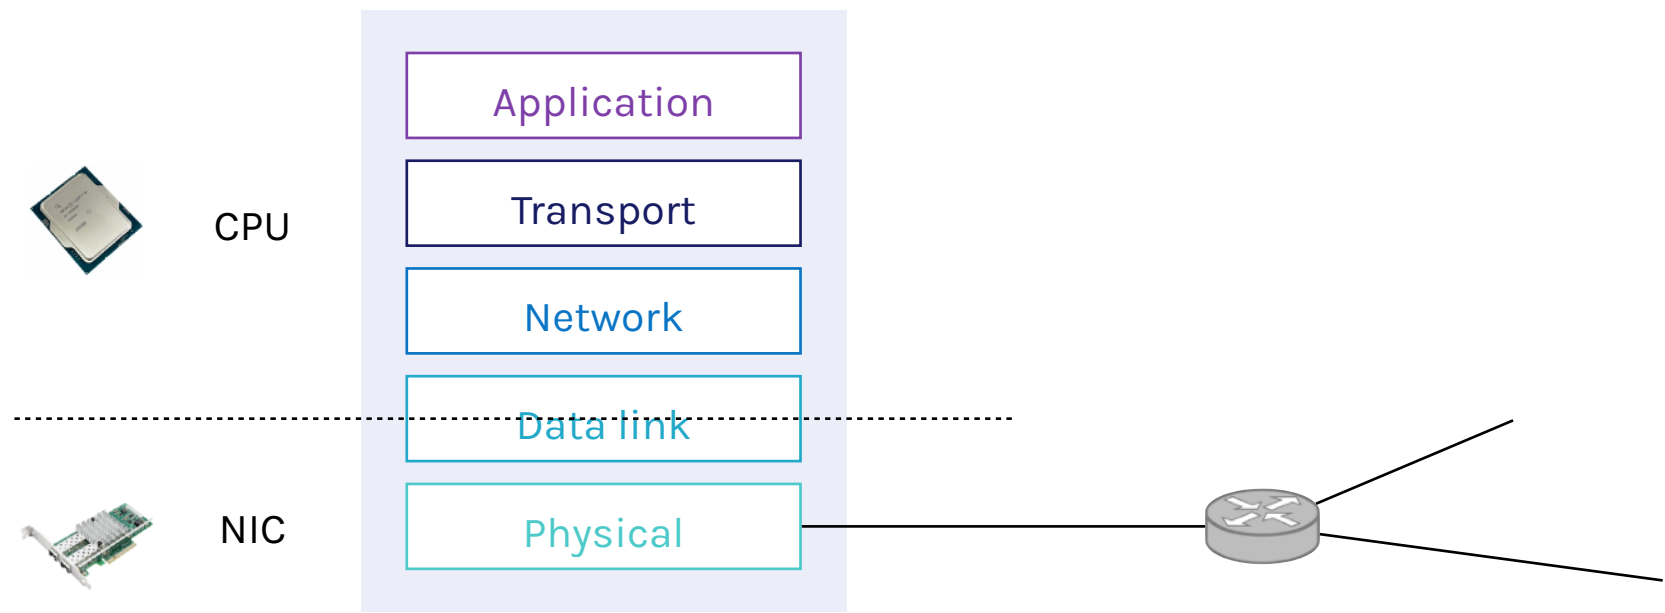 Application
Transport
CPU
Network
Data link
NIC
Physical